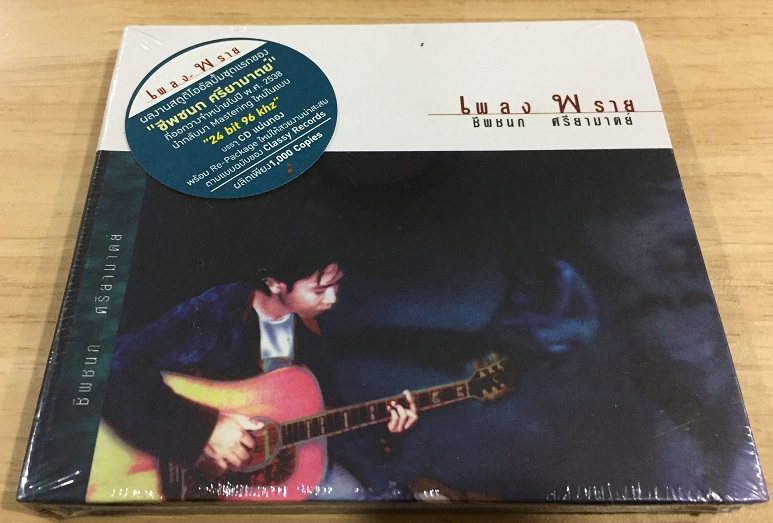 เพลง พราย
ผลงานสตูดิโออัลบั้มชุดแรกของ
"ชีพชนก ศรียามาตย์"
ที่ออกวางจำหน่ายในปี พ.ศ. 2538
นำกลับมา Mastering ใหม่ในแบบ
"24 bit 96 khz"
บรรจุ CD แผ่นทอง
พร้อม Re-Package ใหม่ให้สวยงามน่าสะสม
ตามแบบฉบับของ Classy Records
ผลิตเพียง 1,000 Copies
เพลง พราย
ชีพชนก ศรียามาตย์
ชีพชนก ศรียามาตย์